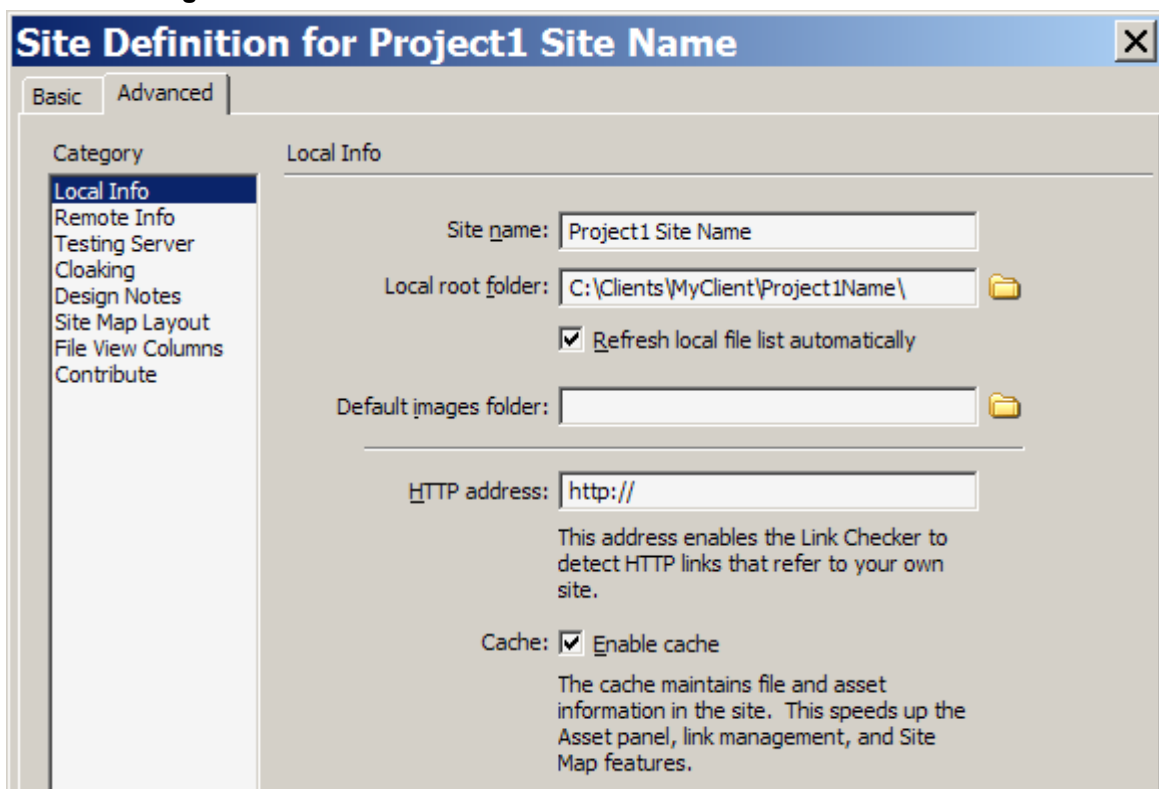 Site Definition for Project1 Site Name
Basic
Advanced
Category
Local Info
Remote Info
Testing Server
Cloaking
Design Notes
Site Map Layout
File View Columns
Contribute
Local Info
Site name: Project1 Site Name
Local root folder: C:\Clients\MyClient\Project1Name\
Refresh local file list automatically
Default images folder:
HTTP address: http://
This address enables the Link Checker to
detect HTTP links that refer to your own
site.
Cache: Enable cache
The cache maintains file and asset
information in the site. This speeds up the
Asset panel, link management, and Site
Map features.